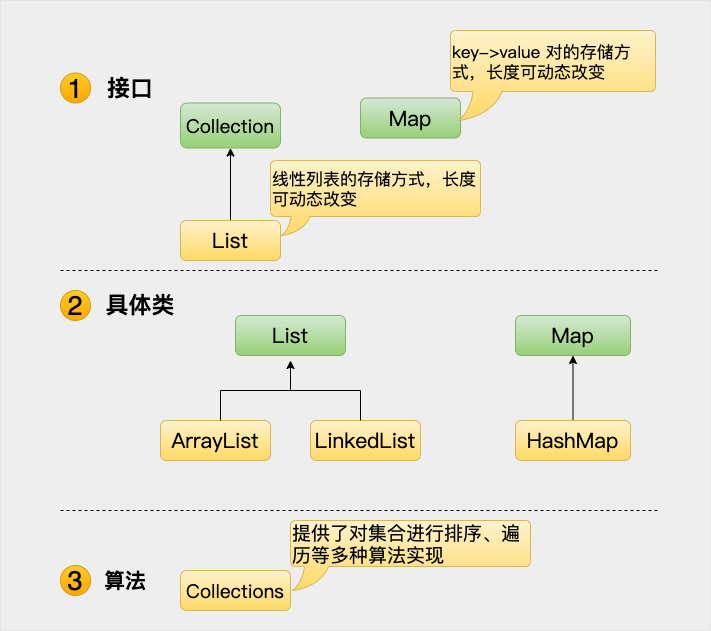 1 接口
key->value 对的存储方
式，长度可动态改变
Collection
Map
线性列表的存储方式，长度
可动态改变
List
2 具体类
List
Map
ArrayList
LinkedList
HashMap
提供了对集合进行排序、遍
历等多种算法实现
3 算法
Collections